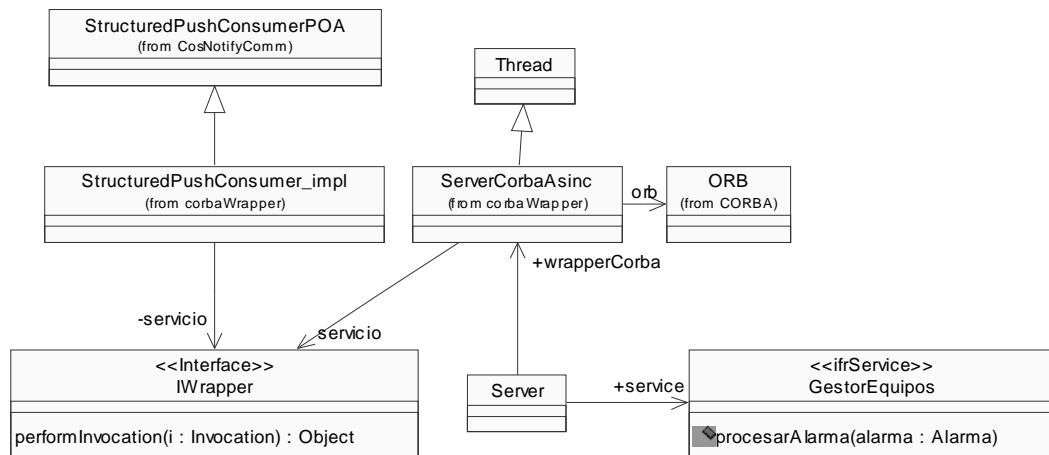 StructuredPushConsumerPOA
(from CosNotifyComm)
Thread
StructuredPushConsumer_impl
(from corbaWrapper)
ServerCorbaAsinc
(from corbaWrapper)
orb
ORB
(from CORBA)
+wrapperCorba
-servicio
servicio
<<Interface>>
IWrapper
performInvocation(i : Invocation) : Object
Server
+service
<<ifrService>>
GestorEquipos
procesarAlarma(alarma : Alarma)